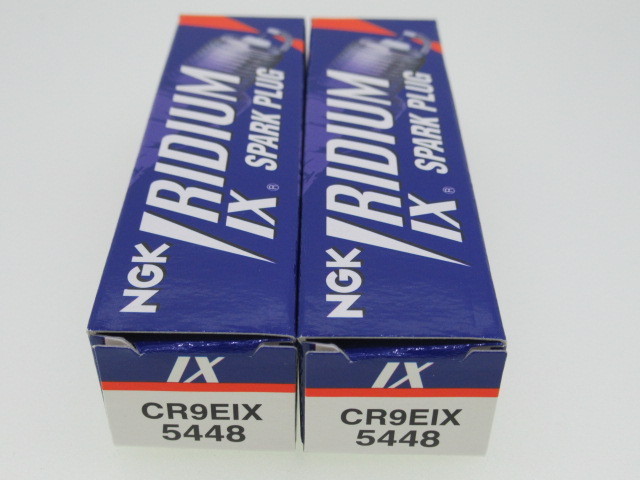 NGK IRIDIUM
IX® SPARK PLUG
IX
CR9EIX
5448
NGK IRIDIUM
IX® SPARK PLUG
IX
CR9EIX
5448